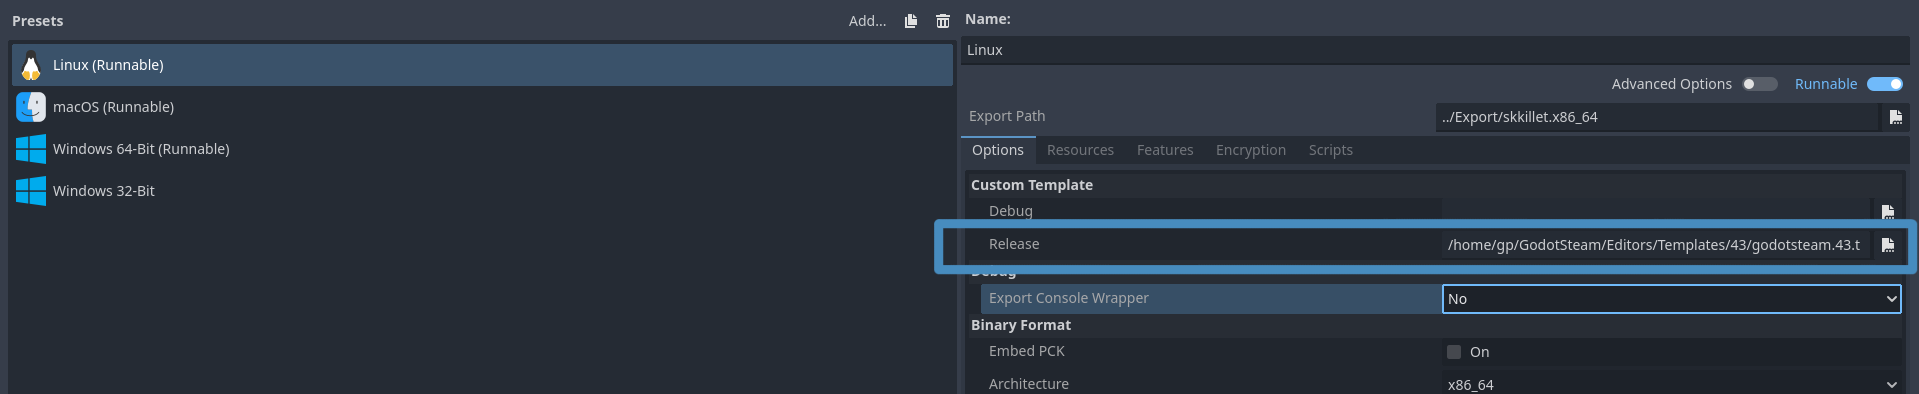 Presets
Add...
Linux (Runnable)
macOS (Runnable)
Windows 64-Bit (Runnable)
Windows 32-Bit
Name:
Linux
Advanced Options Runnable
Export Path ../Export/skkillet.x86_64
Options Resources Features Encryption Scripts
Custom Template
Debug
Release /home/gp/GodotSteam/Editors/Templates/43/godotsteam.43.t
Debug
Export Console Wrapper No
Binary Format
Embed PCK On
Architecture x86_64